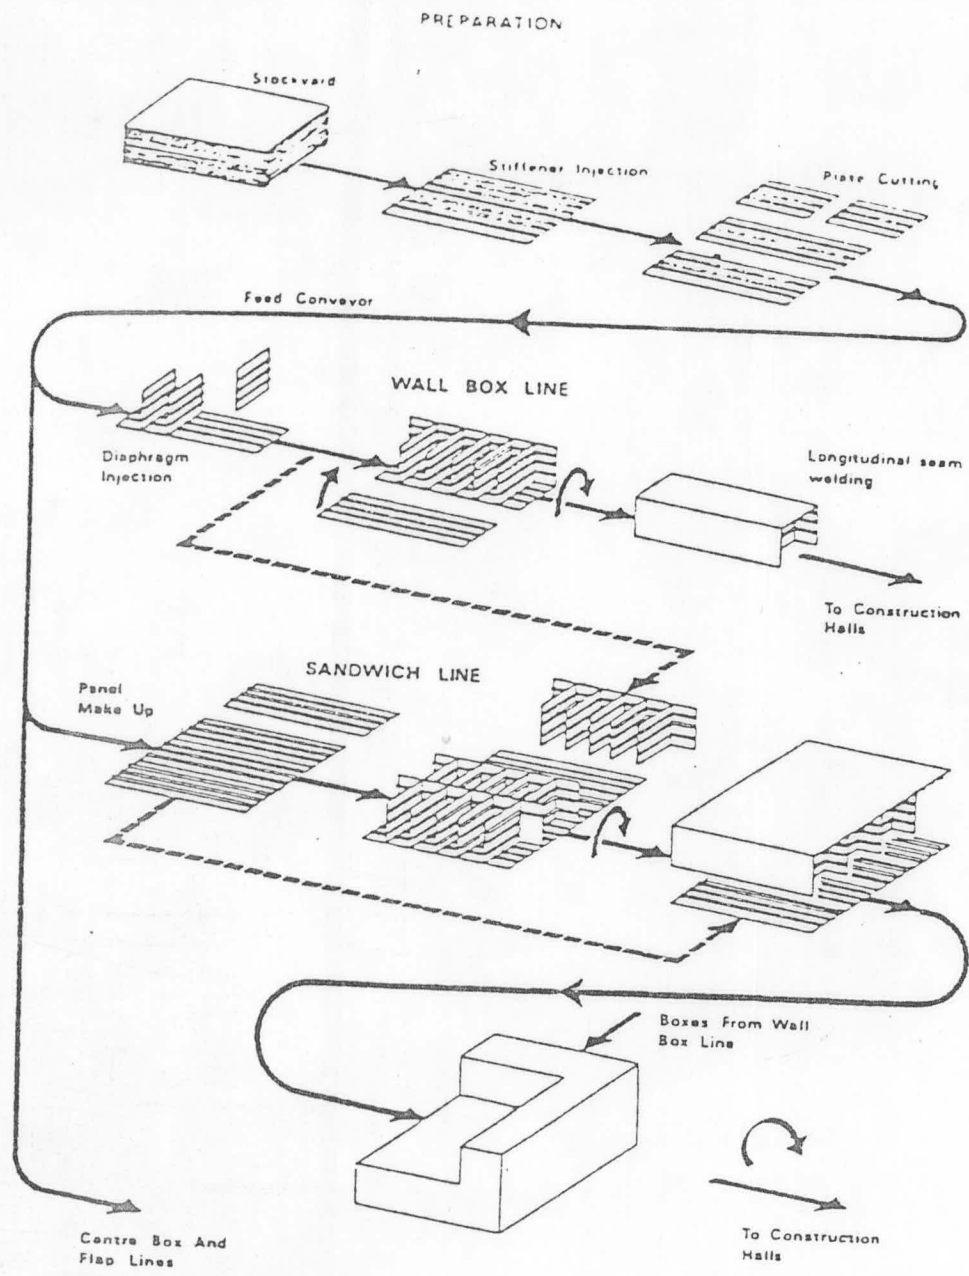 PREPARATION
Stockyard
Stiffener Injection
Plate Cutting
Feed Conveyor
WALL BOX LINE
Diaphragm
Injection
Longitudinal seam
welding
To Construction
Halls
SANDWICH LINE
Panel
Make Up
Boxes From Wall
Box Line
Centre Box And
Flap Lines
To Construction
Halls